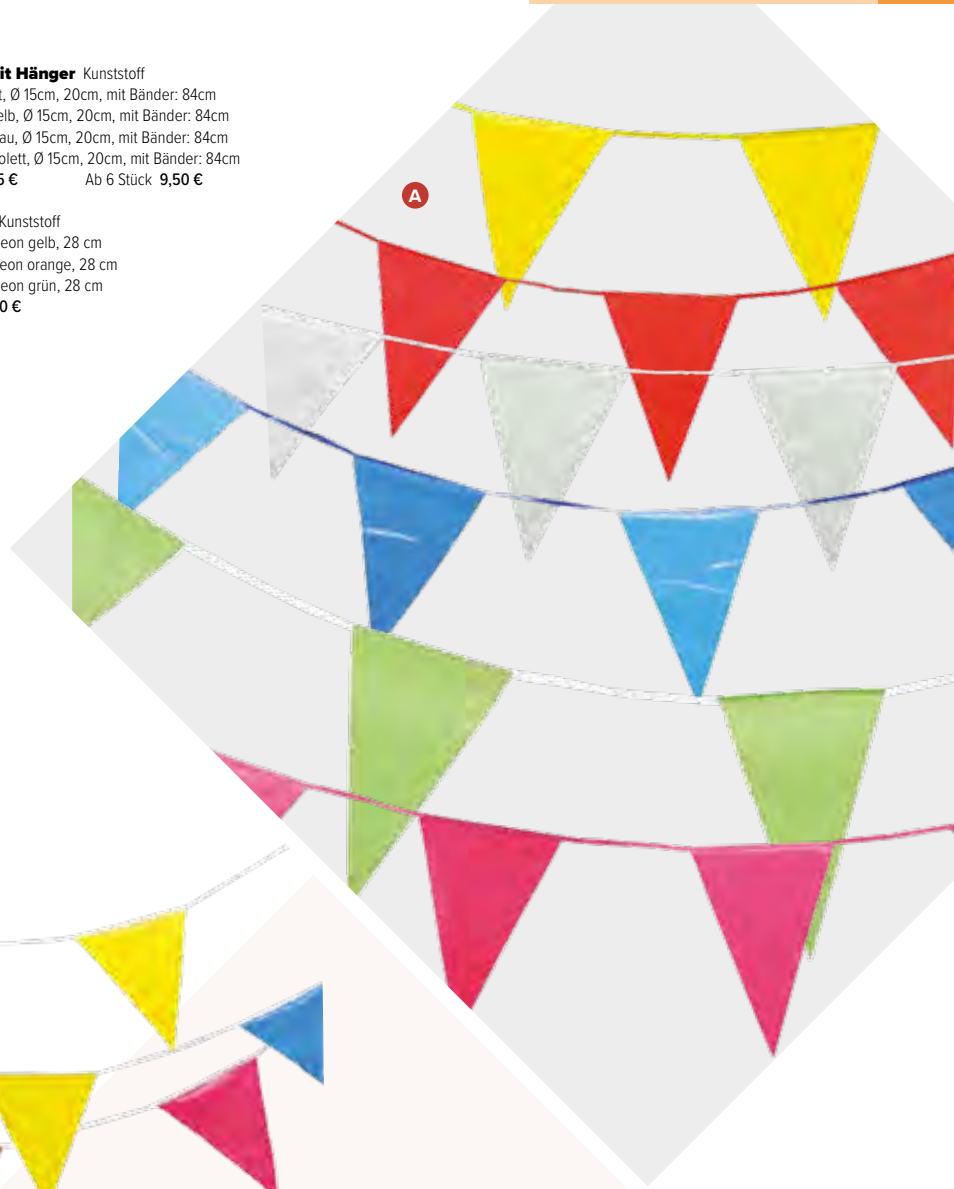 it Hänger Kunststoff
t, Ø 15cm, 20cm, mit Bänder: 84cm
elb, Ø 15cm, 20cm, mit Bänder: 84cm
au, Ø 15cm, 20cm, mit Bänder: 84cm
olett, Ø 15cm, 20cm, mit Bänder: 84cm
5 € Ab 6 Stück 9,50 €
Kunststoff
eon gelb, 28 cm
eon orange, 28 cm
eon grün, 28 cm
0 €
A